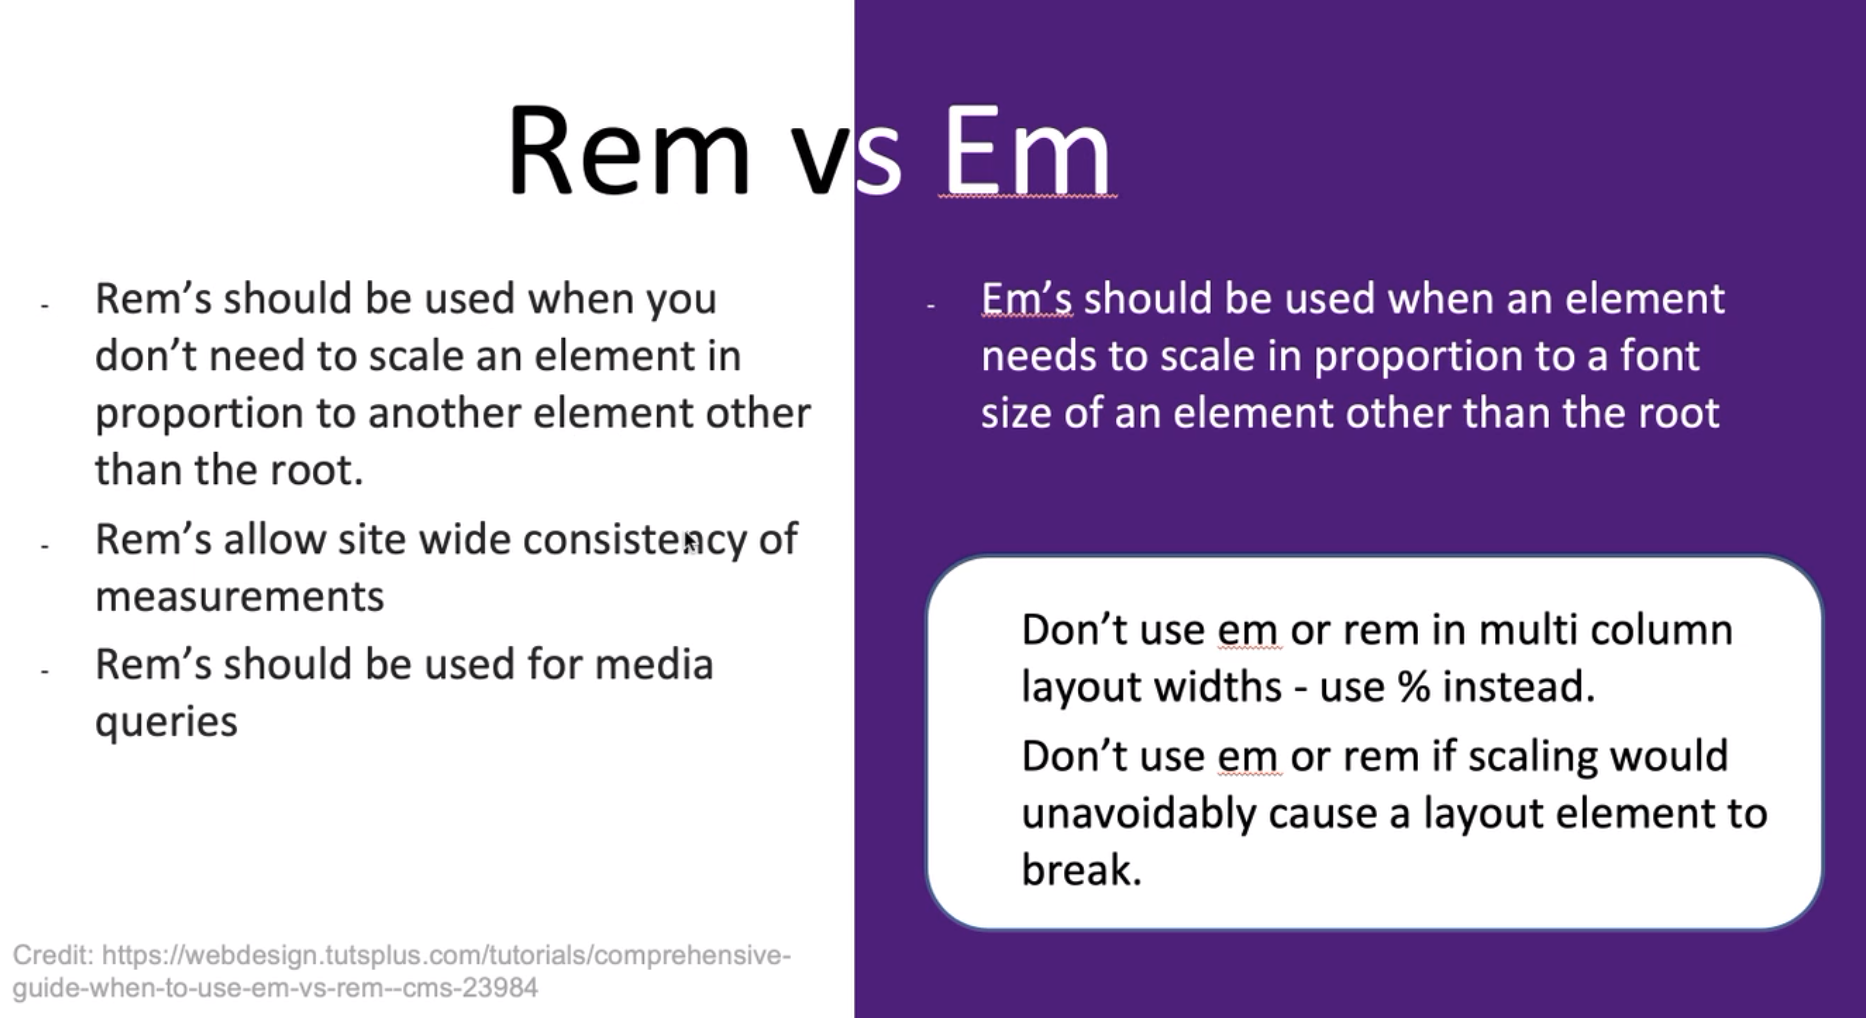 Rem vs Em
- Rem’s should be used when you
don’t need to scale an element in
proportion to another element other
than the root.
- Rem’s allow site wide consistency of
measurements
- Rem’s should be used for media
queries
- Em’s should be used when an element
needs to scale in proportion to a font
size of an element other than the root
Don’t use em or rem in multi column
layout widths - use % instead.
Don’t use em or rem if scaling would
unavoidably cause a layout element to
break.
Credit: https://webdesign.tutsplus.com/tutorials/comprehensive-
guide-when-to-use-em-vs-rem--cms-23984